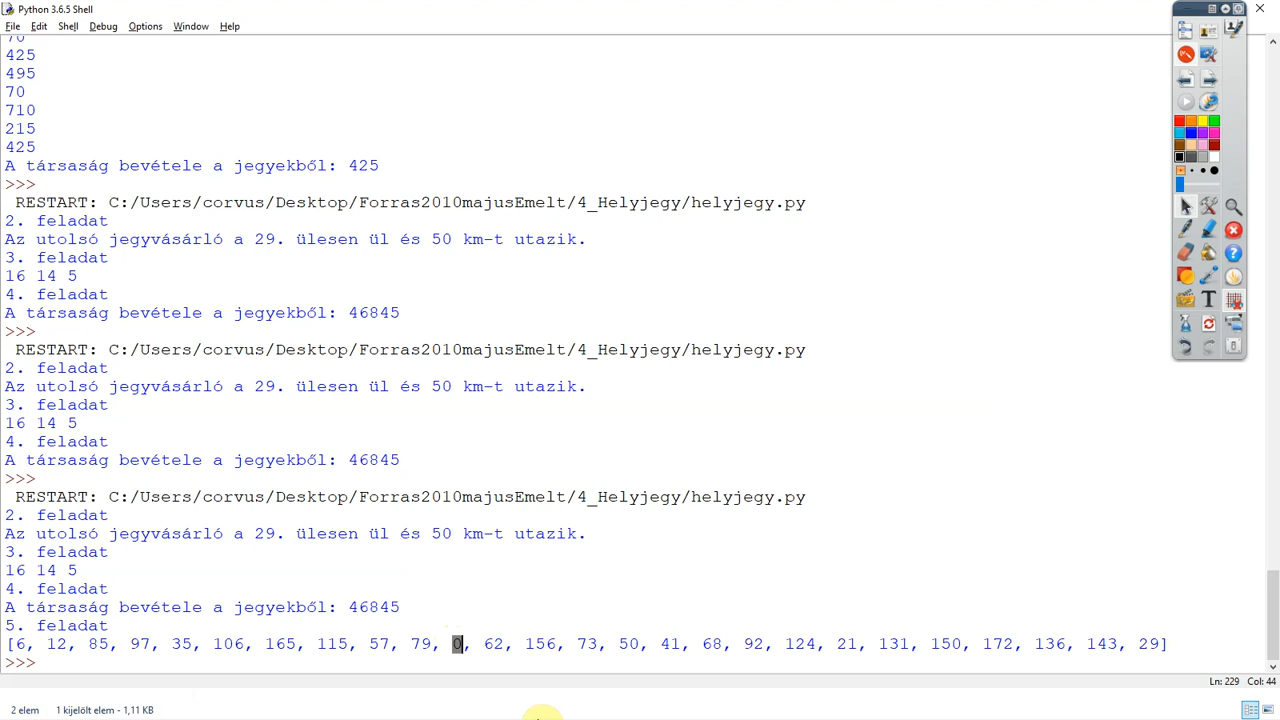 Python 3.6.5 Shell
File Edit Shell Debug Options Window Help
70
425
495
70
710
215
425
A társaság bevétele a jegyekből: 425
>>>
RESTART: C:/Users/corvus/Desktop/Forras2010majusEmelt/4_Helyjegy/helyjegy.py
2. feladat
Az utolsó jegyvásárló a 29. ülesen ül és 50 km-t utazik.
3. feladat
16 14 5
4. feladat
A társaság bevétele a jegyekből: 46845
>>>
RESTART: C:/Users/corvus/Desktop/Forras2010majusEmelt/4_Helyjegy/helyjegy.py
2. feladat
Az utolsó jegyvásárló a 29. ülesen ül és 50 km-t utazik.
3. feladat
16 14 5
4. feladat
A társaság bevétele a jegyekből: 46845
>>>
RESTART: C:/Users/corvus/Desktop/Forras2010majusEmelt/4_Helyjegy/helyjegy.py
2. feladat
Az utolsó jegyvásárló a 29. ülesen ül és 50 km-t utazik.
3. feladat
16 14 5
4. feladat
A társaság bevétele a jegyekből: 46845
5. feladat
[6, 12, 85, 97, 35, 106, 165, 115, 57, 79, 0, 62, 156, 73, 50, 41, 68, 92, 124, 21, 131, 150, 172, 136, 143, 29]
>>>
Ln: 229 Col: 44
2 elem 1 kijelölt elem - 1,11 KB